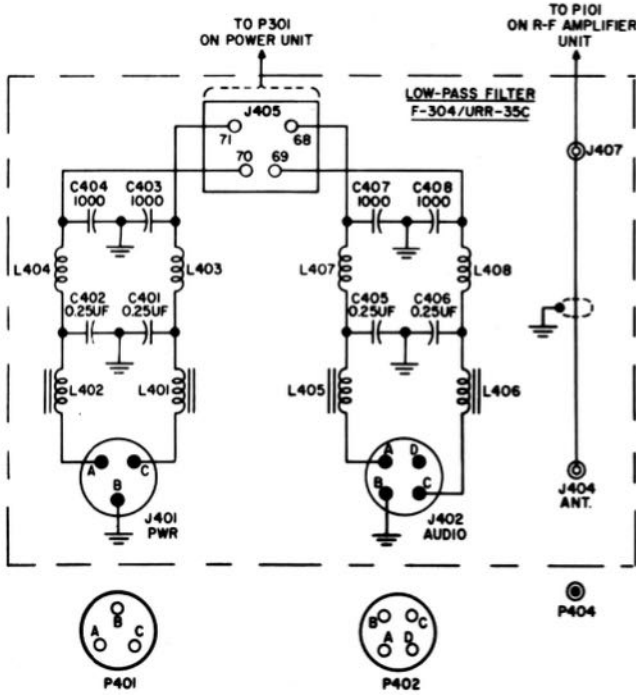 TO P301
ON POWER UNIT
TO P101
ON R-F AMPLIFIER
UNIT
LOW-PASS FILTER
F-304/URR-35C
J405
71
68
70
69
J407
C404
1000
C403
1000
C407
1000
C408
1000
L404
L403
L407
L408
C402
0.25UF
C401
0.25UF
C405
0.25UF
C406
0.25UF
L402
L401
L405
L406
A
C
B
A
D
B
C
J401
PWR
J402
AUDIO
J404
ANT.
B
A
C
P401
B
C
A
D
P402
P404